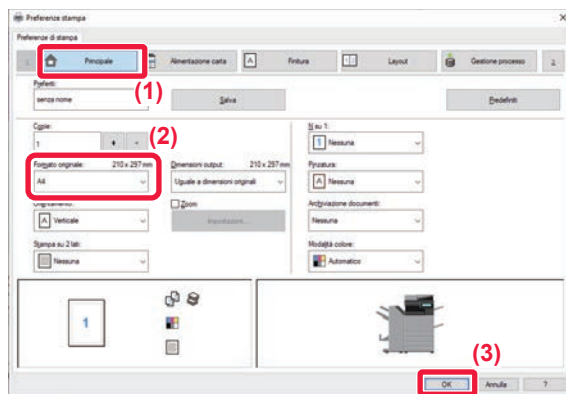 Preferenze stampa
Preferenze di stampa
Principale
Alimentazione carta
A
Finitura
Layout
Gestione processo
2
(1)
Preferiti:
senza nome
Salva
Predefiniti
Copie:
1
(2)
N su 1:
1 Nessuna
Formato originale: 210 x 297 mm
Dimensioni output: 210 x 297 mm
Pinzatura:
A4
Uguale a dimensioni originali
A Nessuna
Orientamento:
Zoom
Archiviazione documenti:
A Verticale
Impostazioni...
Nessuna
Stampa su 2 lati:
Modalità colore:
Nessuna
Automatico
1
(3)
OK
Annulla
?